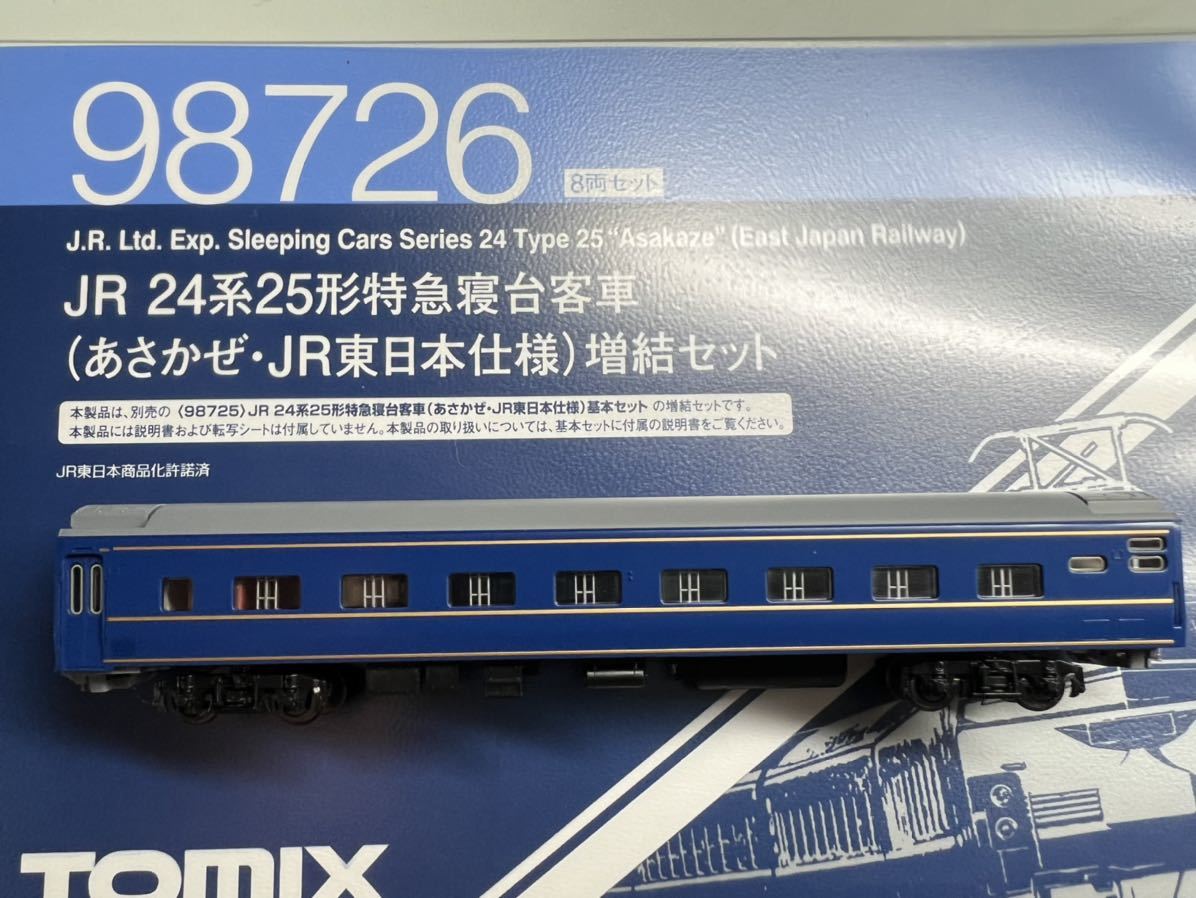 98726
8両セット
J.R. Ltd. Exp. Sleeping Cars Series 24 Type 25 "Asakaze" (East Japan Railway)
JR 24系25形特急寝台客車
(あさかぜ・JR東日本仕様)増結セット
本製品は、別売の〈98725〉JR 24系25形特急寝台客車(あさかぜ・JR東日本仕様)基本セット の増結セットです。
本製品には説明書および転写シートは付属していません。本製品の取り扱いについては、基本セットに付属の説明書をご覧ください。
JR東日本商品化許諾済
TOMIX